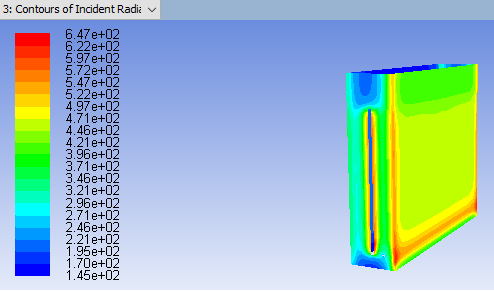 3: Contours of Incident Radia
6.47e+02
6.22e+02
5.97e+02
5.72e+02
5.47e+02
5.22e+02
4.97e+02
4.71e+02
4.46e+02
4.21e+02
3.96e+02
3.71e+02
3.46e+02
3.21e+02
2.96e+02
2.71e+02
2.46e+02
2.21e+02
1.95e+02
1.70e+02
1.45e+02